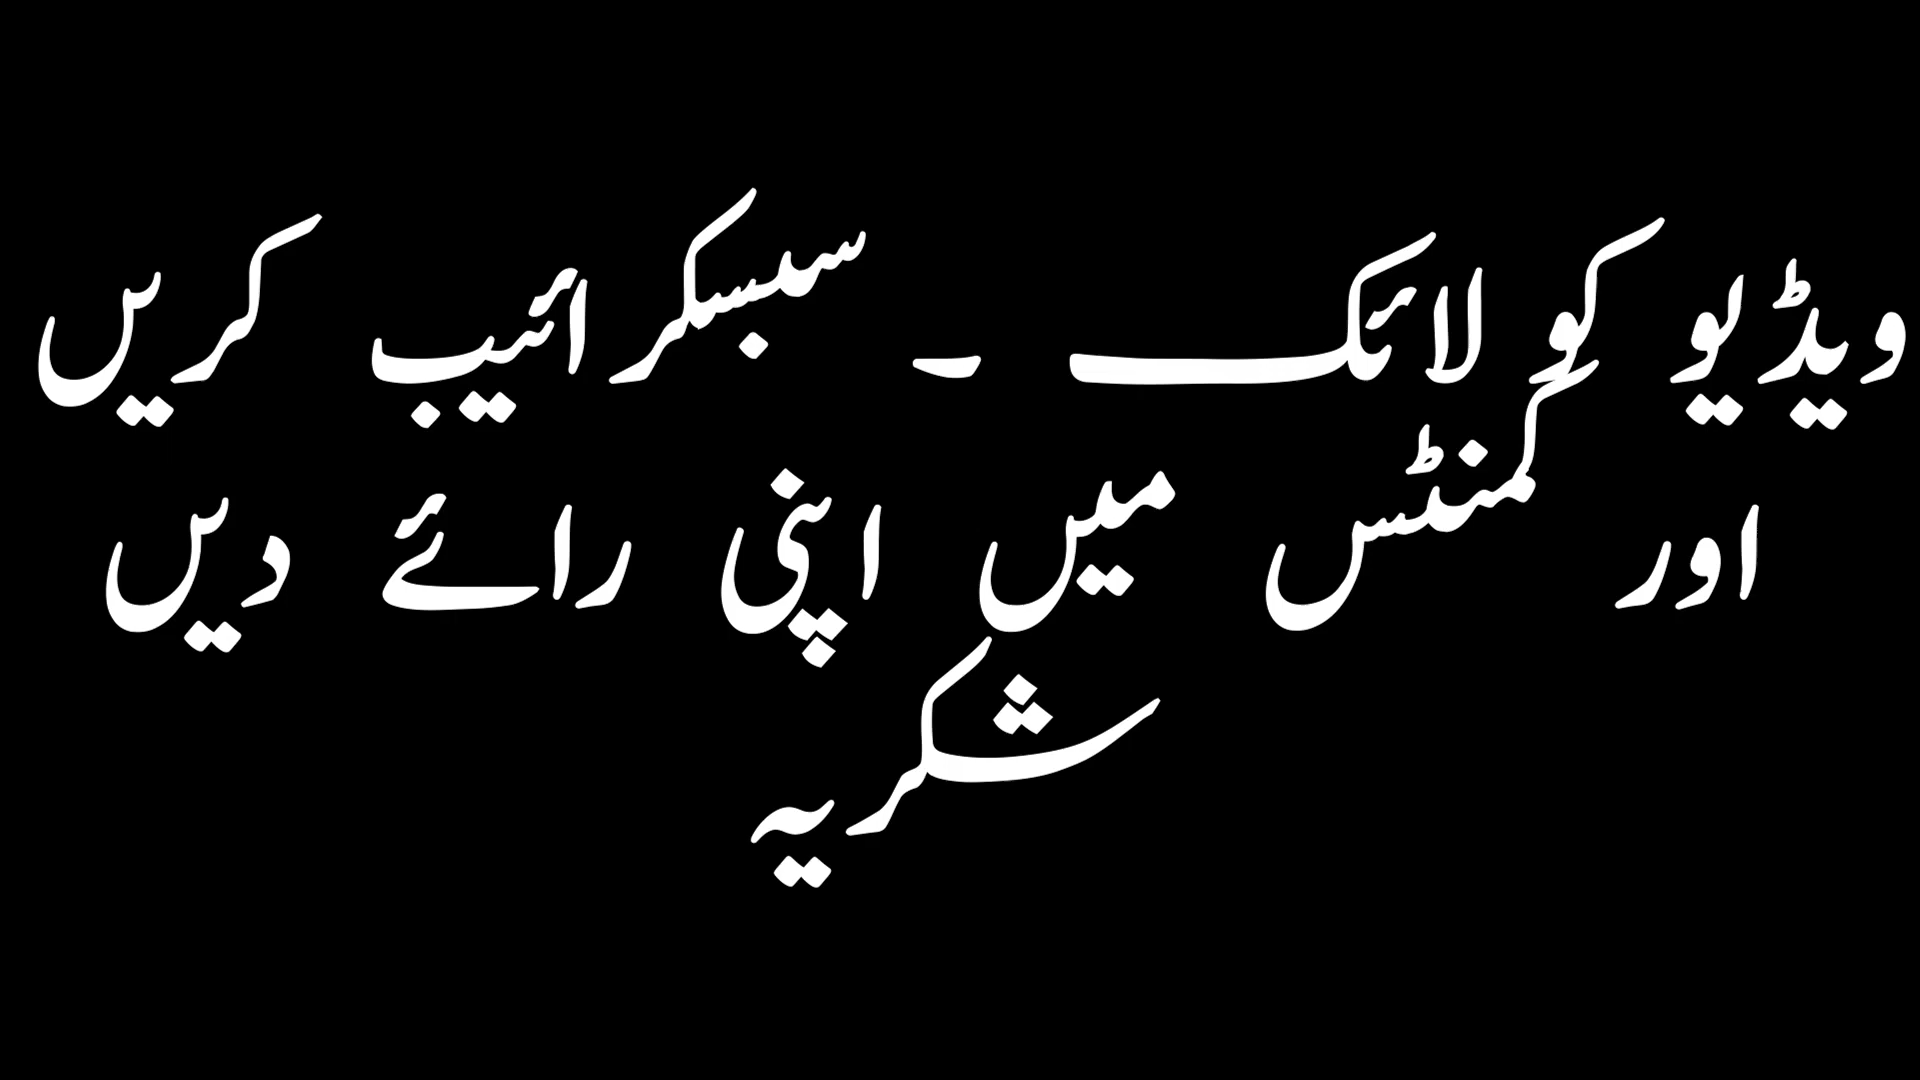 ویڈیو کو لائک ۔ سبسکرائیب کریں
اور کمنٹس میں اپنی رائے دیں
شکریہ